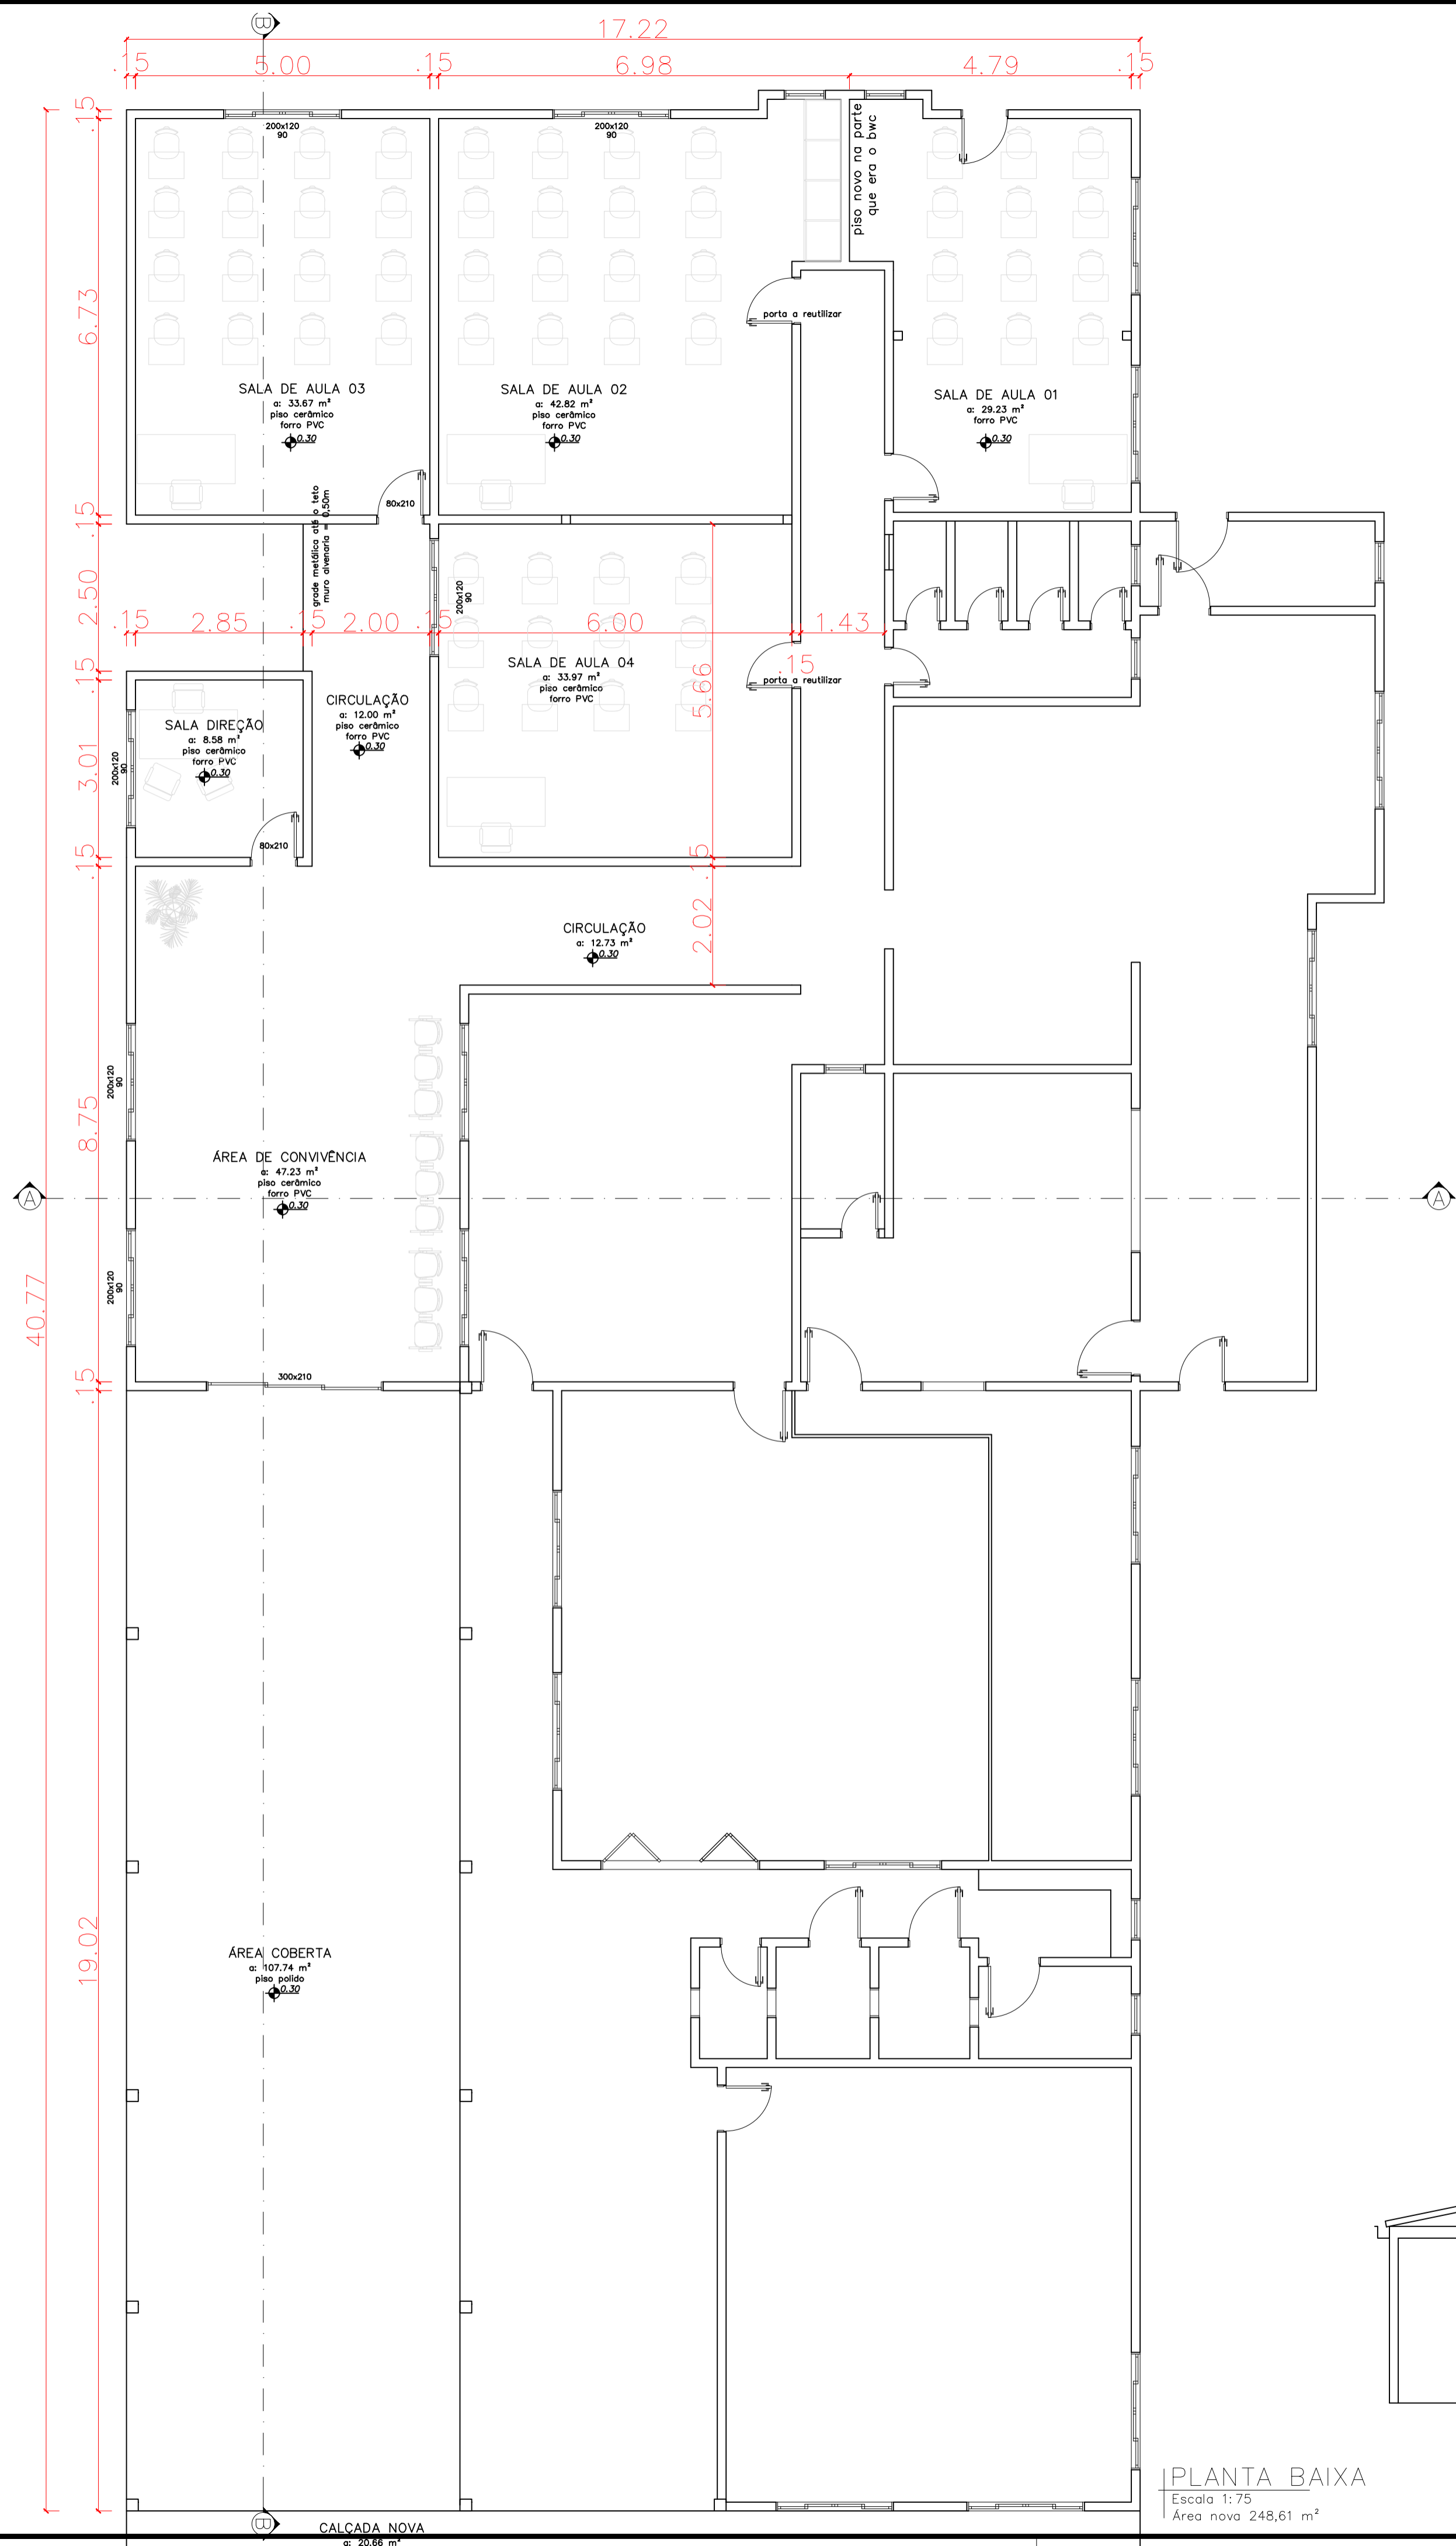 B
17.22
.15
5.00
.15
6.98
4.79
.15
.15
200x120
90
200x120
90
piso novo na parte
que era o bwc
6.73
porta a reutilizar
SALA DE AULA 03
a: 33.67 m²
piso cerâmico
forro PVC
0.30
SALA DE AULA 02
a: 42.82 m²
piso cerâmico
forro PVC
0.30
SALA DE AULA 01
a: 29.23 m²
forro PVC
0.30
80x210
grade metálica até o teto
muro alvenaria = 0,50m
.15
2.50
200x120
90
.15
2.85
.15
2.00
.15
6.00
1.43
.15
5.66
SALA DE AULA 04
a: 33.97 m²
piso cerâmico
forro PVC
porta a reutilizar
.15
CIRCULAÇÃO
a: 12.00 m²
piso cerâmico
forro PVC
0.30
SALA DIREÇÃO
a: 8.58 m²
piso cerâmico
forro PVC
0.30
3.01
200x120
90
80x210
.15
.15
2.02
CIRCULAÇÃO
a: 12.73 m²
0.30
200x120
90
8.75
ÁREA DE CONVIVÊNCIA
a: 47.23 m²
piso cerâmico
forro PVC
0.30
A
A
200x120
90
40.77
300x210
.15
19.02
ÁREA COBERTA
a: 107.74 m²
piso polido
0.30
PLANTA BAIXA
Escala 1:75
Área nova 248,61 m²
B
CALÇADA NOVA
a: 20.66 m²